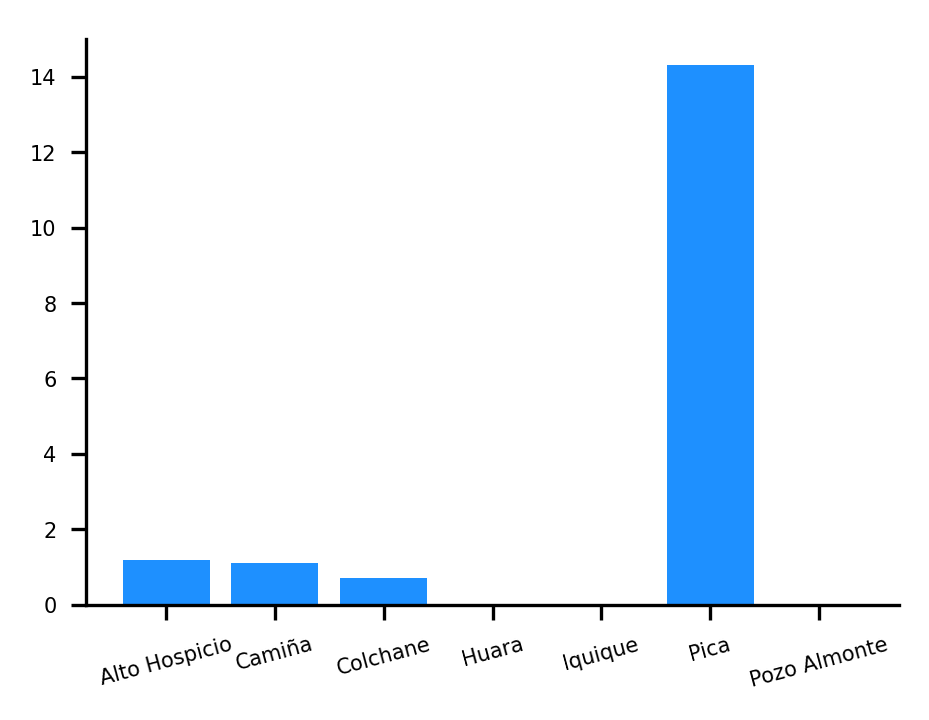 14
12
10
8
6
4
2
0
Alto Hospicio
Camiña
Colchane
Huara
Iquique
Pica
Pozo Almonte